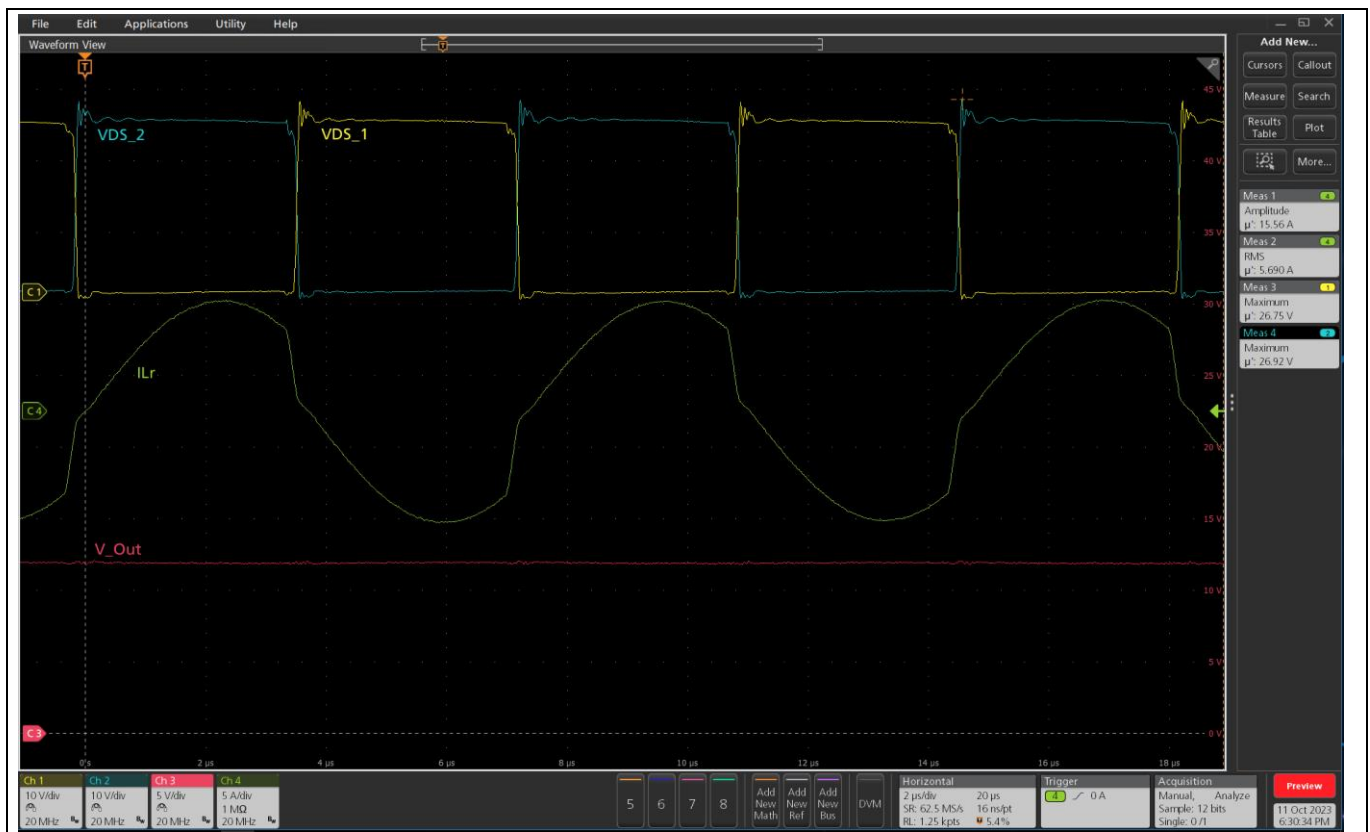 File Edit Applications Utility Help
Waveform View
Add New...
Cursors Callout
Measure Search
Results Table Plot
More...
T
T
VDS_2 VDS_1
ILr
V_Out
C1
C4
C3
45 V
40 V
35 V
30 V
25 V
20 V
15 V
10 V
5 V
0 V
0 s 2 µs 4 µs 6 µs 8 µs 10 µs 12 µs 14 µs 16 µs 18 µs
Meas 1 4
Amplitude
µ': 15.56 A
Meas 2 4
RMS
µ': 5.690 A
Meas 3 1
Maximum
µ': 26.75 V
Meas 4 2
Maximum
µ': 26.92 V
Ch 1
10 V/div
20 MHz Bw
Ch 2
10 V/div
20 MHz Bw
Ch 3
5 V/div
20 MHz Bw
Ch 4
5 A/div
1 MΩ
20 MHz Bw
5 6 7 8
Add New Math
Add New Ref
Add New Bus
DVM
Horizontal
2 µs/div 20 µs
SR: 62.5 MS/s 16 ns/pt
RL: 1.25 kpts 5.4%
Trigger
4 0 A
Acquisition
Manual, Analyze
Sample: 12 bits
Single: 0 /1
Preview
11 Oct 2023
6:30:34 PM